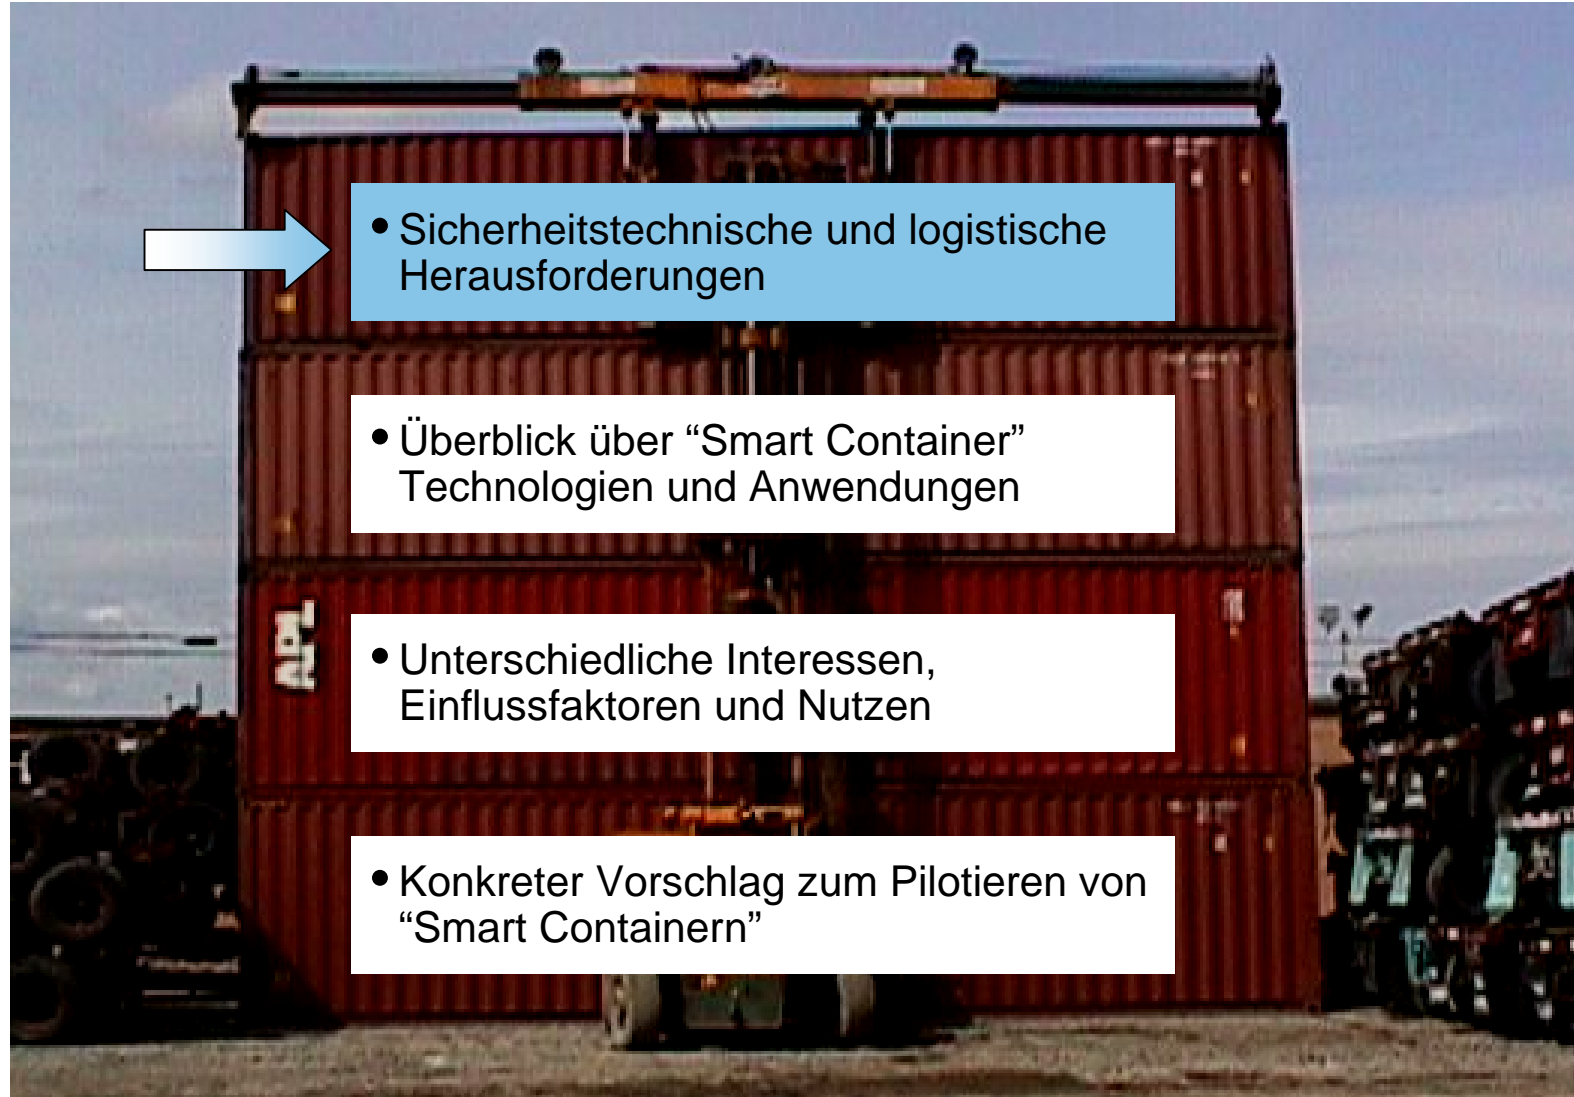 • Sicherheitstechnische und logistische
Herausforderungen
• Überblick über “Smart Container”
Technologien und Anwendungen
APL
• Unterschiedliche Interessen,
Einflussfaktoren und Nutzen
• Konkreter Vorschlag zum Pilotieren von
“Smart Containern”